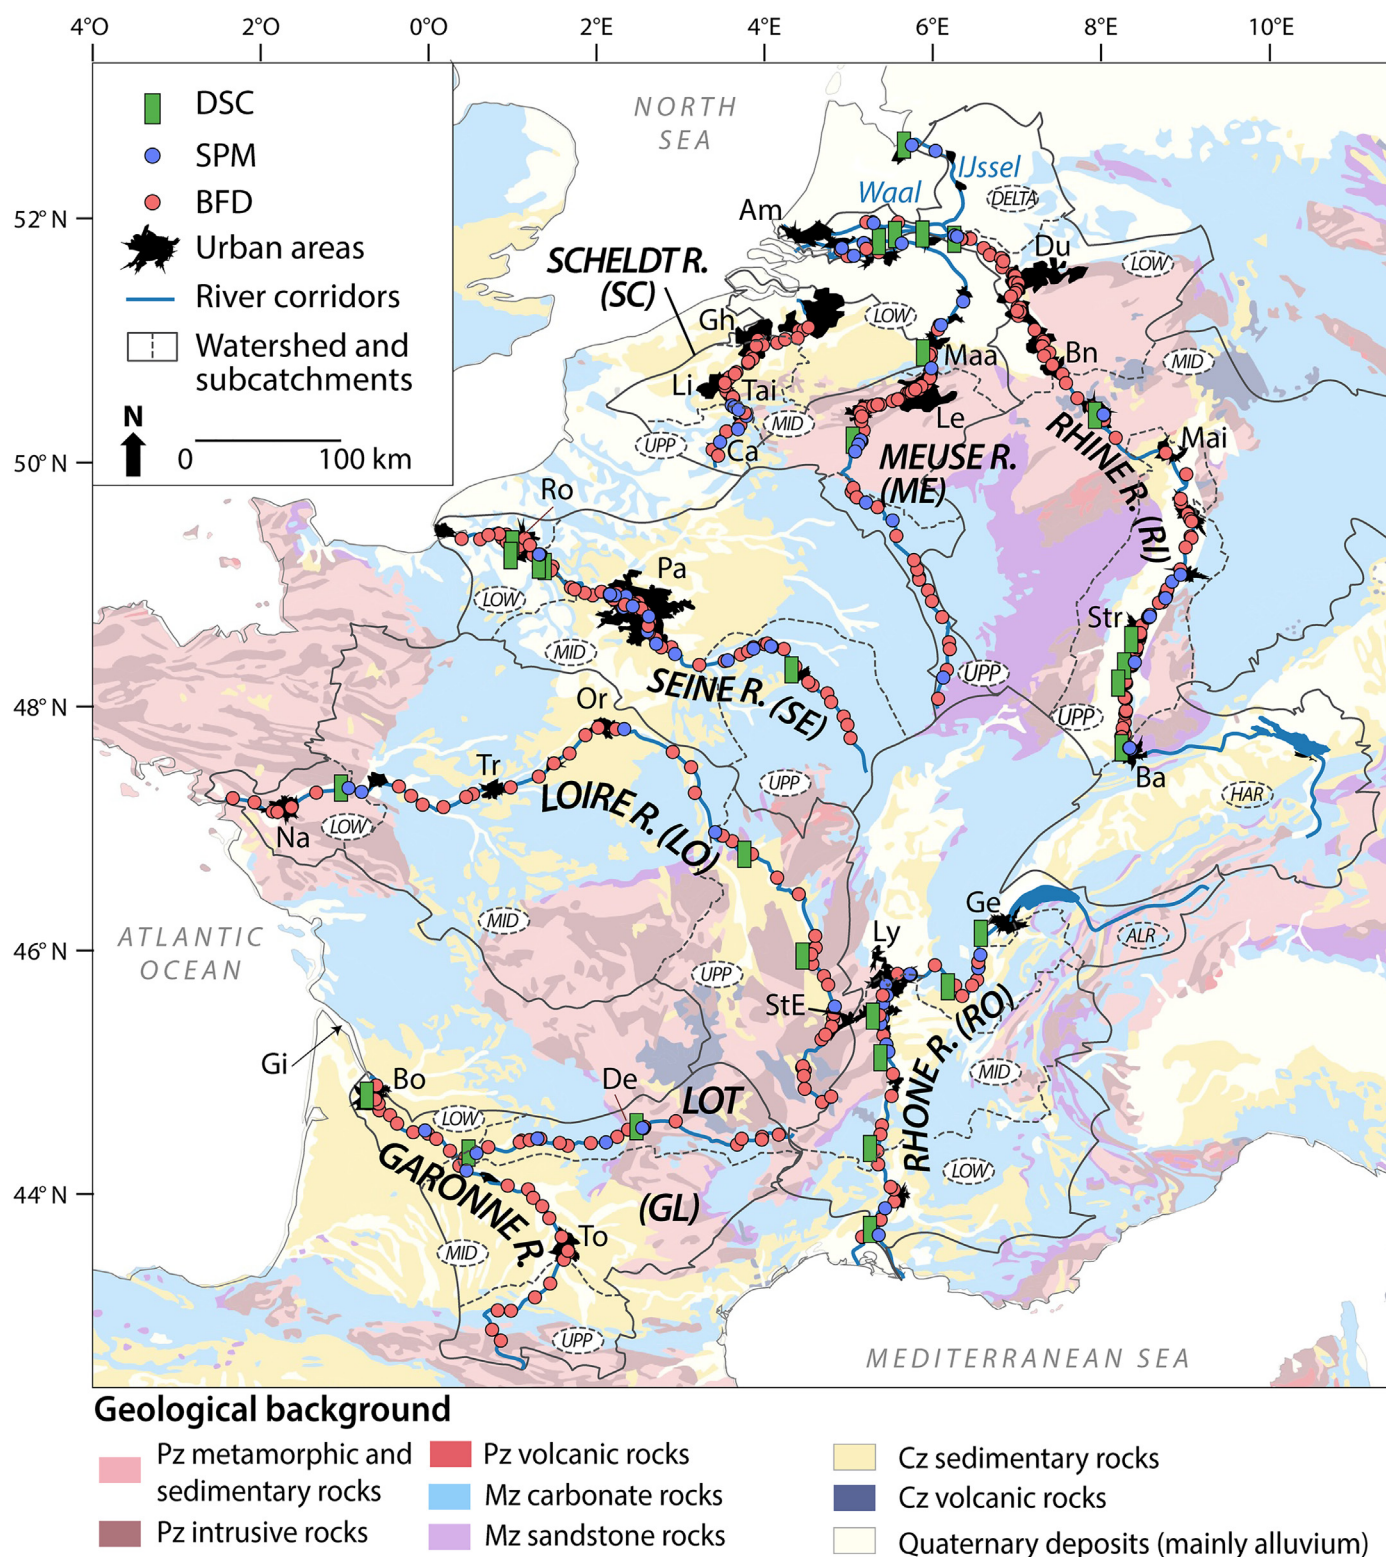 4°O 2°O 0°O 2°E 4°E 6°E 8°E 10°E
52° N
50° N
48° N
46° N
44° N
DSC
SPM
BFD
Urban areas
River corridors
Watershed and
subcatchments
N
0 100 km
NORTH
SEA
IJssel
Waal
DELTA
Am
Du
LOW
SCHELDT R.
(SC)
Gh
LOW
Maa
Bn
MID
Li
Tai
Le
MID
UPP
Ca
RHINE R. (RI)
Mai
MEUSE R.
(ME)
Ro
Pa
LOW
MID
Str
SEINE R. (SE)
UPP
UPP
Or
UPP
Ba
HAR
Tr
LOIRE R. (LO)
Na
LOW
MID
UPP
Ge
ALR
Ly
StE
RHONE R. (RO)
MID
LOW
ATLANTIC
OCEAN
Gi
Bo
LOW
De
LOT
GARONNE R.
(GL)
MID
To
UPP
MEDITERRANEAN SEA
Geological background
Pz metamorphic and
sedimentary rocks
Pz intrusive rocks
Pz volcanic rocks
Mz carbonate rocks
Mz sandstone rocks
Cz sedimentary rocks
Cz volcanic rocks
Quaternary deposits (mainly alluvium)